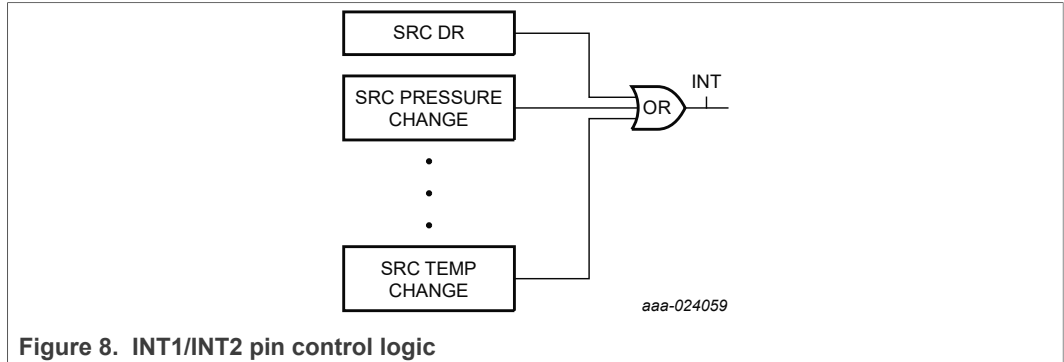 SRC DR
SRC PRESSURE
CHANGE
INT
OR
SRC TEMP
CHANGE
aaa-024059
Figure 8. INT1/INT2 pin control logic